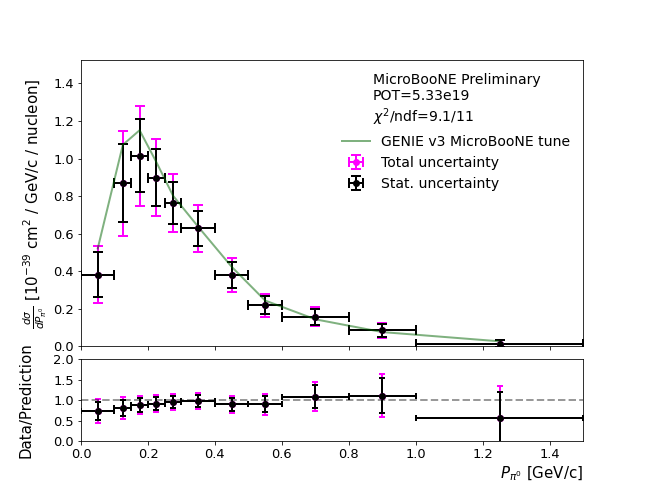 MicroBooNE Preliminary
POT=5.33e19
χ²/ndf=9.1/11
GENIE v3 MicroBooNE tune
Total uncertainty
Stat. uncertainty
dσ/dP_π⁰ [10⁻³⁹ cm² / GeV/c / nucleon]
1.4
1.2
1.0
0.8
0.6
0.4
0.2
0.0
Data/Prediction
2.0
1.5
1.0
0.5
0.0
0.0 0.2 0.4 0.6 0.8 1.0 1.2 1.4
P_π⁰ [GeV/c]